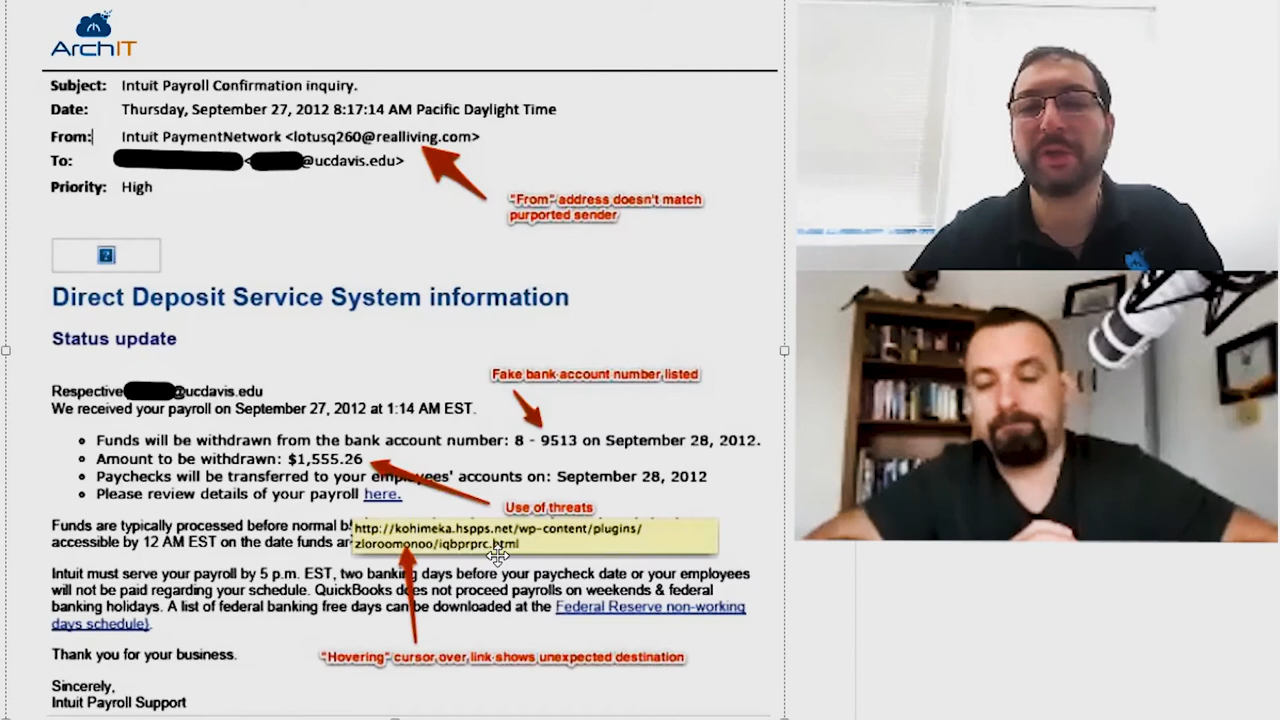 ArchIT
Subject: Intuit Payroll Confirmation inquiry.
Date: Thursday, September 27, 2012 8:17:14 AM Pacific Daylight Time
From: Intuit PaymentNetwork <lotusq260@realliving.com>
To: < @ucdavis.edu>
Priority: High
"From" address doesn't match
purported sender
Direct Deposit Service System information
Status update
Fake bank account number listed
Respective @ucdavis.edu
We received your payroll on September 27, 2012 at 1:14 AM EST.
Funds will be withdrawn from the bank account number: 8 - 9513 on September 28, 2012.
Amount to be withdrawn: $1,555.26
Paychecks will be transferred to your employees' accounts on: September 28, 2012
Please review details of your payroll here.
Use of threats
Funds are typically processed before normal
http://kohimeka.hspps.net/wp-content/plugins/
zloroomonoo/iqbprprc.html
accessible by 12 AM EST on the date funds
Intuit must serve your payroll by 5 p.m. EST, two banking days before your paycheck date or your employees
will not be paid regarding your schedule. QuickBooks does not proceed payrolls on weekends & federal
banking holidays. A list of federal banking free days can be downloaded at the Federal Reserve non-working
days schedule}.
Thank you for your business.
"Hovering" cursor over link shows unexpected destination
Sincerely,
Intuit Payroll Support